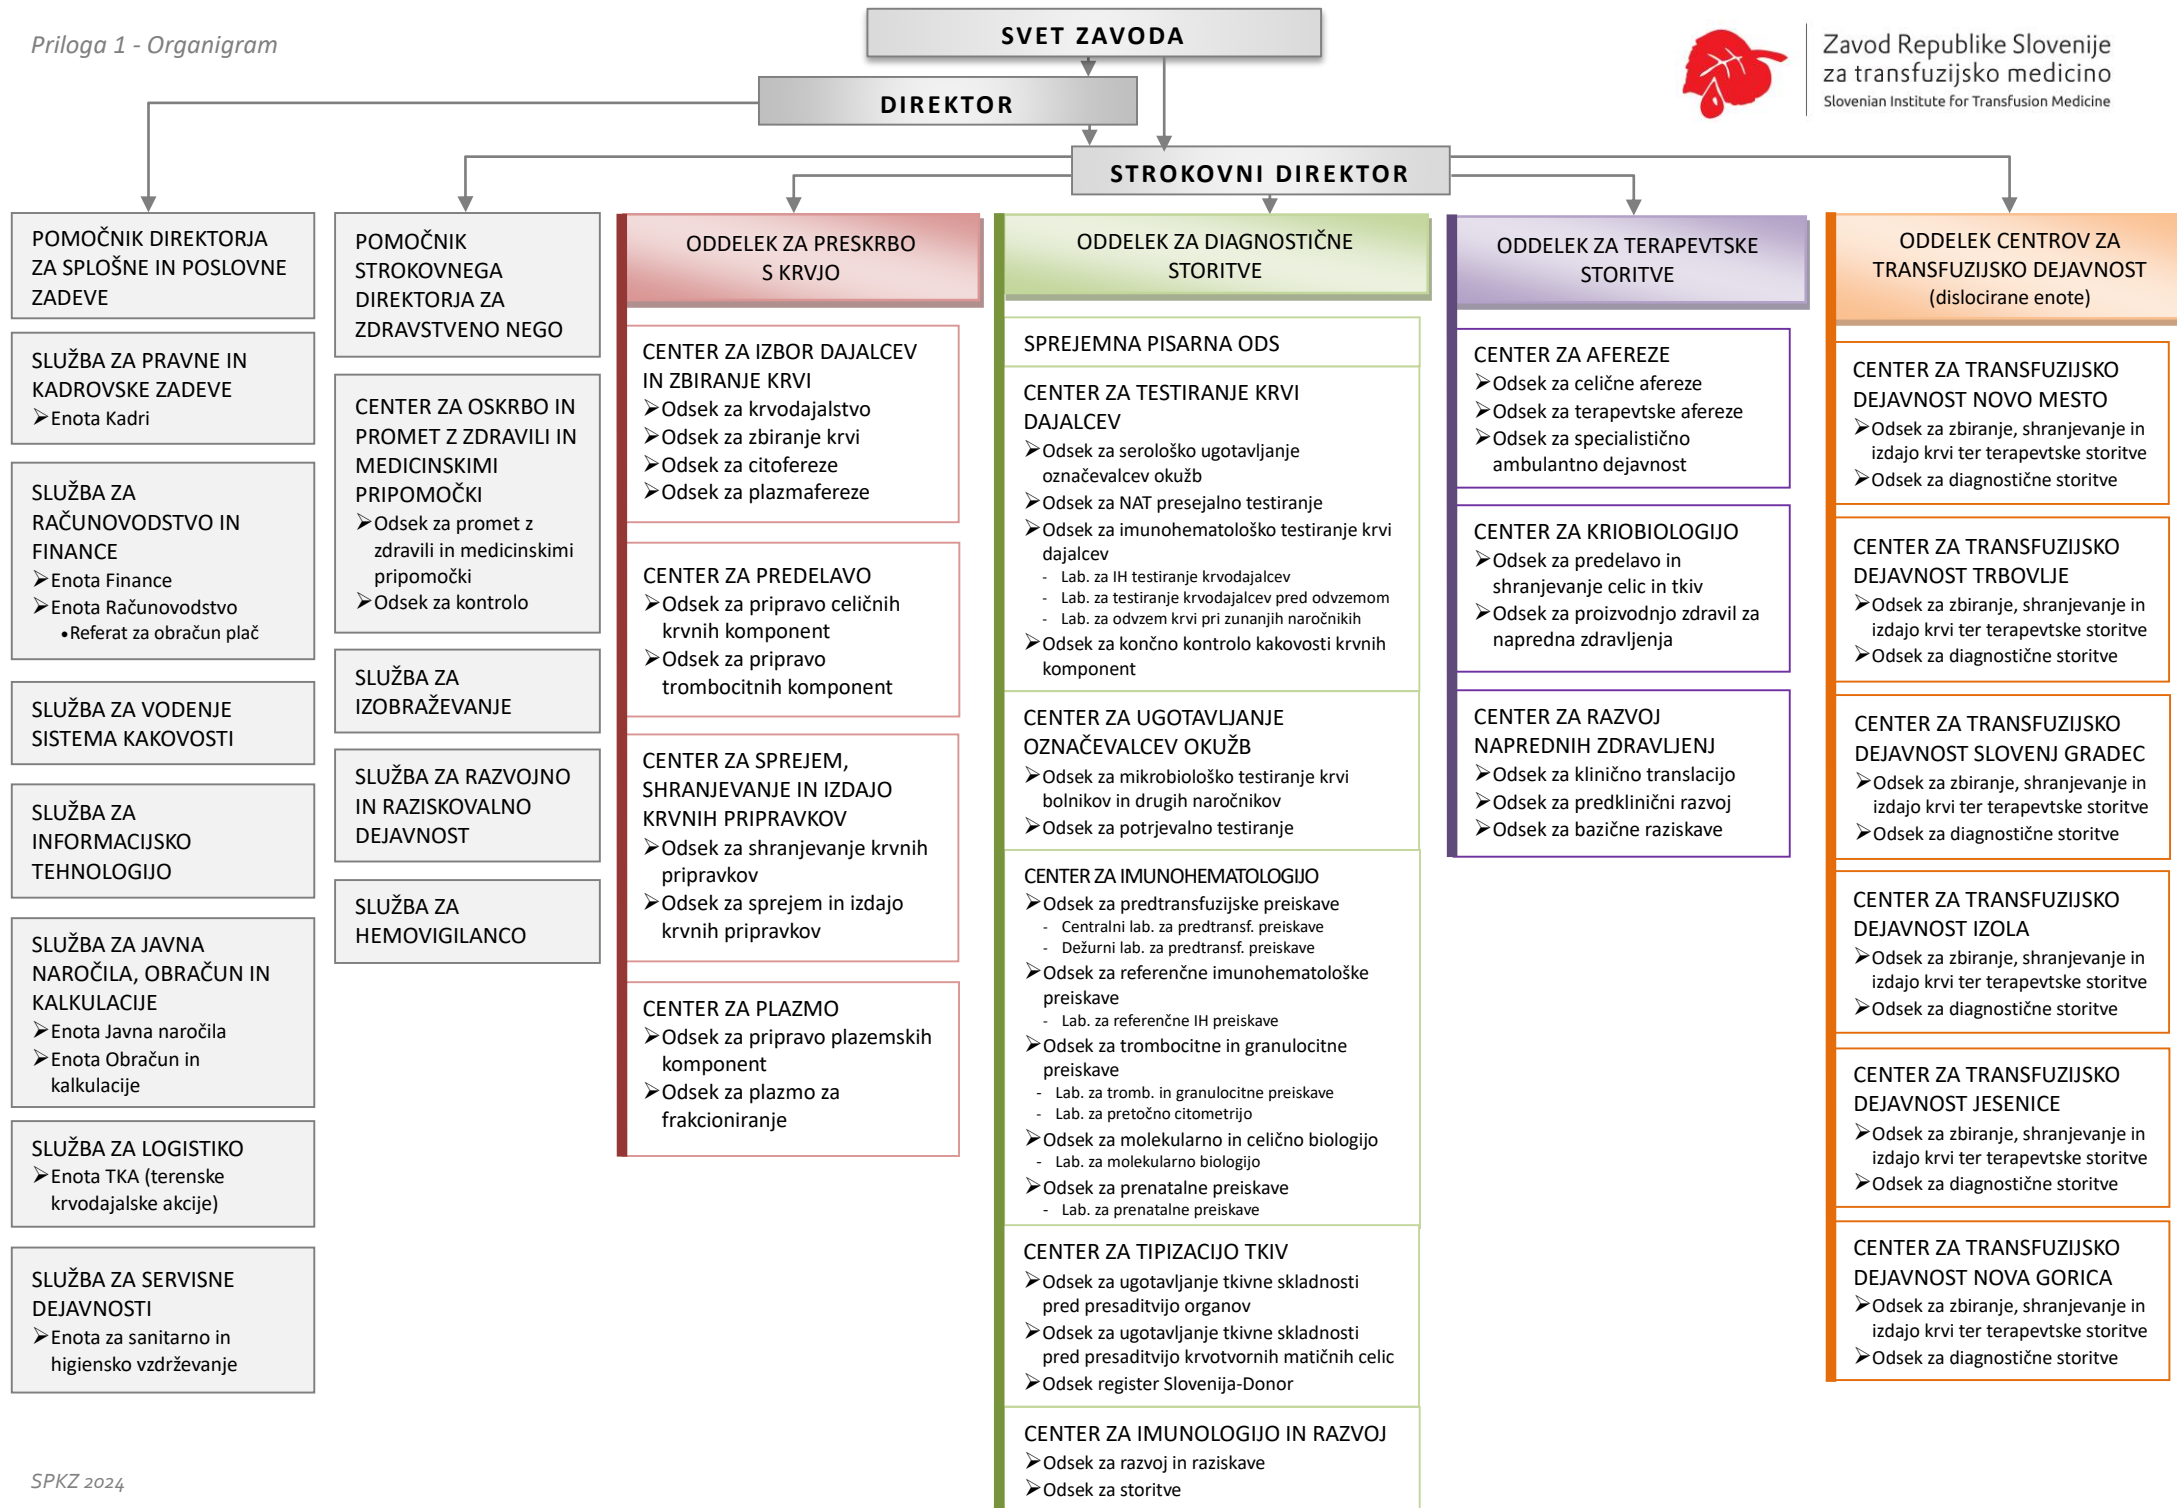 Priloga 1 - Organigram
SVET ZAVODA
DIREKTOR
STROKOVNI DIREKTOR
Zavod Republike Slovenije
za transfuzijsko medicino
Slovenian Institute for Transfusion Medicine
POMOČNIK DIREKTORJA
ZA SPLOŠNE IN POSLOVNE
ZADEVE
SLUŽBA ZA PRAVNE IN
KADROVSKE ZADEVE
➢Enota Kadri
SLUŽBA ZA
RAČUNOVODSTVO IN
FINANCE
➢Enota Finance
➢Enota Računovodstvo
•Referat za obračun plač
SLUŽBA ZA VODENJE
SISTEMA KAKOVOSTI
SLUŽBA ZA
INFORMACIJSKO
TEHNOLOGIJO
SLUŽBA ZA JAVNA
NAROČILA, OBRAČUN IN
KALKULACIJE
➢Enota Javna naročila
➢Enota Obračun in
kalkulacije
SLUŽBA ZA LOGISTIKO
➢Enota TKA (terenske
krvodajalske akcije)
SLUŽBA ZA SERVISNE
DEJAVNOSTI
➢Enota za sanitarno in
higiensko vzdrževanje
POMOČNIK
STROKOVNEGA
DIREKTORJA ZA
ZDRAVSTVENO NEGO
CENTER ZA OSKRBO IN
PROMET Z ZDRAVILI IN
MEDICINSKIMI
PRIPOMOČKI
➢Odsek za promet z
zdravili in medicinskimi
pripomočki
➢Odsek za kontrolo
SLUŽBA ZA
IZOBRAŽEVANJE
SLUŽBA ZA RAZVOJNO
IN RAZISKOVALNO
DEJAVNOST
SLUŽBA ZA
HEMOVIGILANCO
ODDELEK ZA PRESKRBO
S KRVJO
CENTER ZA IZBOR DAJALCEV
IN ZBIRANJE KRVI
➢Odsek za krvodajalstvo
➢Odsek za zbiranje krvi
➢Odsek za citofereze
➢Odsek za plazmafereze
CENTER ZA PREDELAVO
➢Odsek za pripravo celičnih
krvnih komponent
➢Odsek za pripravo
trombocitnih komponent
CENTER ZA SPREJEM,
SHRANJEVANJE IN IZDAJO
KRVNIH PRIPRAVKOV
➢Odsek za shranjevanje krvnih
pripravkov
➢Odsek za sprejem in izdajo
krvnih pripravkov
CENTER ZA PLAZMO
➢Odsek za pripravo plazemskih
komponent
➢Odsek za plazmo za
frakcioniranje
ODDELEK ZA DIAGNOSTIČNE
STORITVE
SPREJEMNA PISARNA ODS
CENTER ZA TESTIRANJE KRVI
DAJALCEV
➢Odsek za serološko ugotavljanje
označevalcev okužb
➢Odsek za NAT presejalno testiranje
➢Odsek za imunohematološko testiranje krvi
dajalcev
- Lab. za IH testiranje krvodajalcev
- Lab. za testiranje krvodajalcev pred odvzemom
- Lab. za odvzem krvi pri zunanjih naročnikih
➢Odsek za končno kontrolo kakovosti krvnih
komponent
CENTER ZA UGOTAVLJANJE
OZNAČEVALCEV OKUŽB
➢Odsek za mikrobiološko testiranje krvi
bolnikov in drugih naročnikov
➢Odsek za potrjevalno testiranje
CENTER ZA IMUNOHEMATOLOGIJO
➢Odsek za predtransfuzijske preiskave
- Centralni lab. za predtransf. preiskave
- Dežurni lab. za predtransf. preiskave
➢Odsek za referenčne imunohematološke
preiskave
- Lab. za referenčne IH preiskave
➢Odsek za trombocitne in granulocitne
preiskave
- Lab. za tromb. in granulocitne preiskave
- Lab. za pretočno citometrijo
➢Odsek za molekularno in celično biologijo
- Lab. za molekularno biologijo
➢Odsek za prenatalne preiskave
- Lab. za prenatalne preiskave
CENTER ZA TIPIZACIJO TKIV
➢Odsek za ugotavljanje tkivne skladnosti
pred presaditvijo organov
➢Odsek za ugotavljanje tkivne skladnosti
pred presaditvijo krvotvornih matičnih celic
➢Odsek register Slovenija-Donor
CENTER ZA IMUNOLOGIJO IN RAZVOJ
➢Odsek za razvoj in raziskave
➢Odsek za storitve
ODDELEK ZA TERAPEVTSKE
STORITVE
CENTER ZA AFEREZE
➢Odsek za celične afereze
➢Odsek za terapevtske afereze
➢Odsek za specialistično
ambulantno dejavnost
CENTER ZA KRIOBIOLOGIJO
➢Odsek za predelavo in
shranjevanje celic in tkiv
➢Odsek za proizvodnjo zdravil za
napredna zdravljenja
CENTER ZA RAZVOJ
NAPREDNIH ZDRAVLJENJ
➢Odsek za klinično translacijo
➢Odsek za predklinični razvoj
➢Odsek za bazične raziskave
ODDELEK CENTROV ZA
TRANSFUZIJSKO DEJAVNOST
(dislocirane enote)
CENTER ZA TRANSFUZIJSKO
DEJAVNOST NOVO MESTO
➢Odsek za zbiranje, shranjevanje in
izdajo krvi ter terapevtske storitve
➢Odsek za diagnostične storitve
CENTER ZA TRANSFUZIJSKO
DEJAVNOST TRBOVLJE
➢Odsek za zbiranje, shranjevanje in
izdajo krvi ter terapevtske storitve
➢Odsek za diagnostične storitve
CENTER ZA TRANSFUZIJSKO
DEJAVNOST SLOVENJ GRADEC
➢Odsek za zbiranje, shranjevanje in
izdajo krvi ter terapevtske storitve
➢Odsek za diagnostične storitve
CENTER ZA TRANSFUZIJSKO
DEJAVNOST IZOLA
➢Odsek za zbiranje, shranjevanje in
izdajo krvi ter terapevtske storitve
➢Odsek za diagnostične storitve
CENTER ZA TRANSFUZIJSKO
DEJAVNOST JESENICE
➢Odsek za zbiranje, shranjevanje in
izdajo krvi ter terapevtske storitve
➢Odsek za diagnostične storitve
CENTER ZA TRANSFUZIJSKO
DEJAVNOST NOVA GORICA
➢Odsek za zbiranje, shranjevanje in
izdajo krvi ter terapevtske storitve
➢Odsek za diagnostične storitve
SPKZ 2024